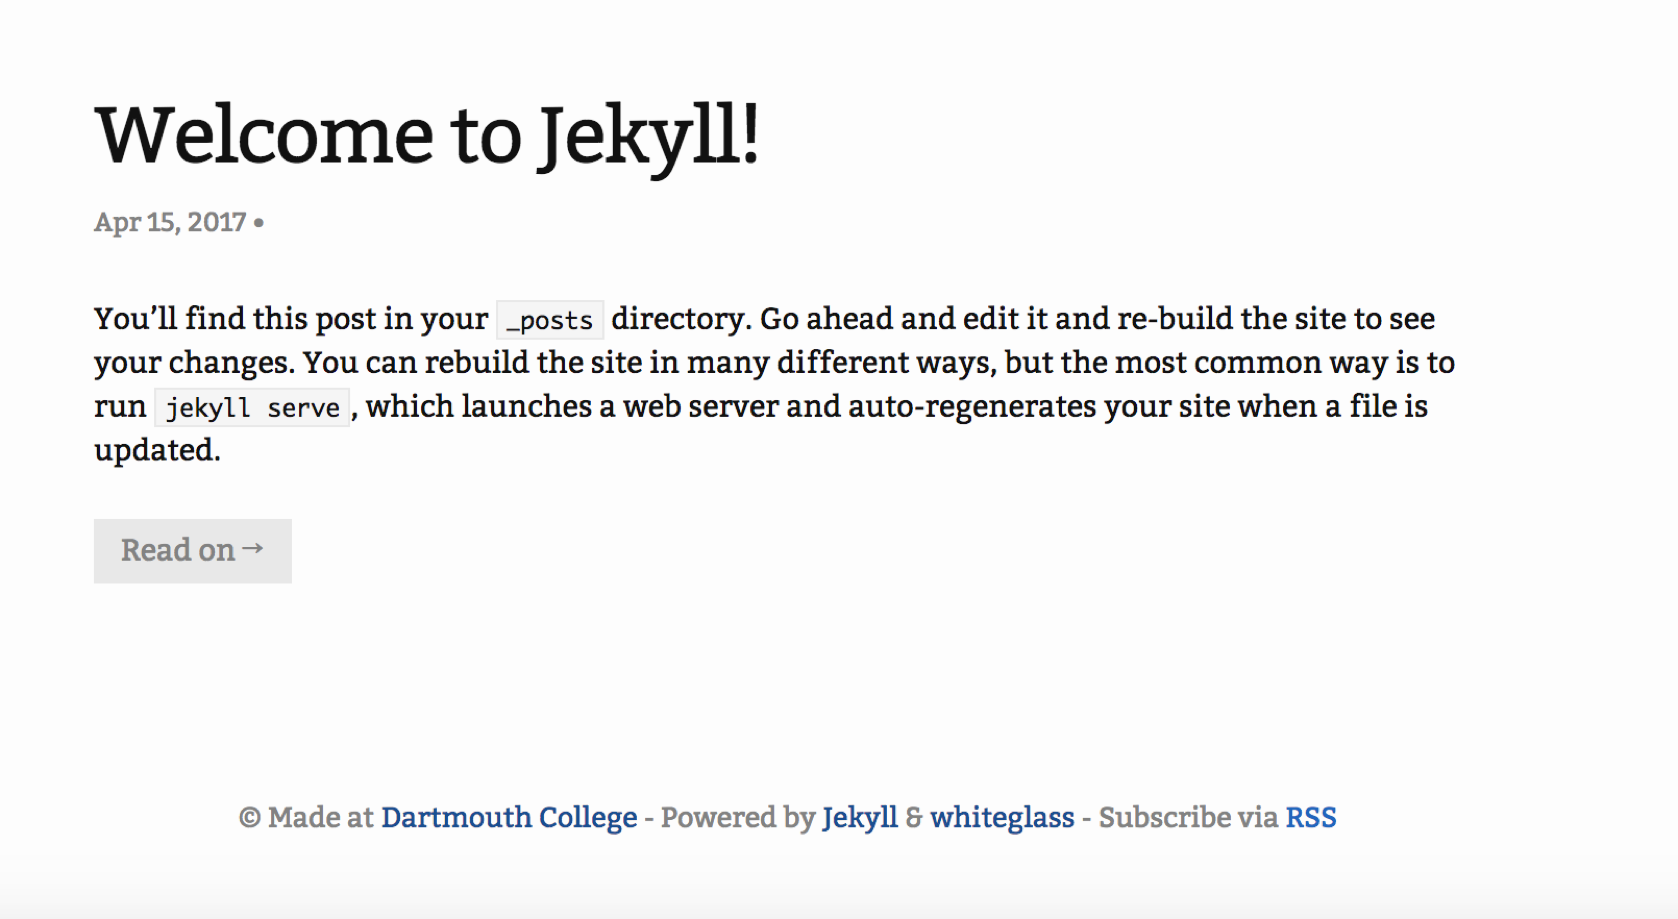 Welcome to Jekyll!
Apr 15, 2017 •
You’ll find this post in your _posts directory. Go ahead and edit it and re-build the site to see
your changes. You can rebuild the site in many different ways, but the most common way is to
run jekyll serve, which launches a web server and auto-regenerates your site when a file is
updated.
Read on →
© Made at Dartmouth College - Powered by Jekyll & whiteglass - Subscribe via RSS